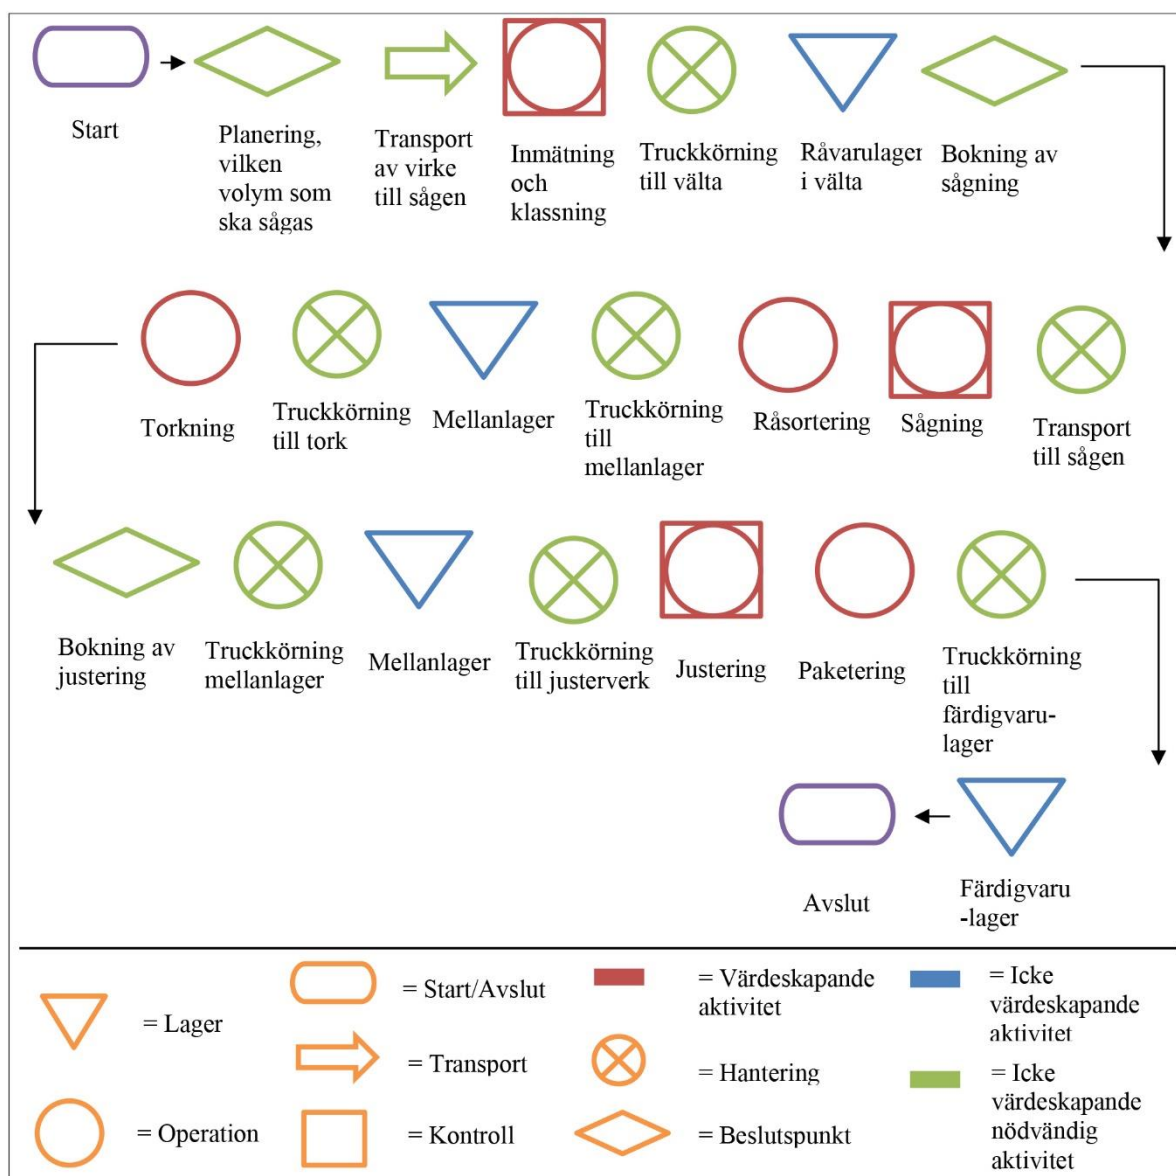 Start
Planering,
vilken
volym som
ska sågas
Transport
av virke
till sågen
Inmätning
och
klassning
Truckkörning
till välta
Råvarulager
i välta
Bokning av
sågning
Torkning
Truckkörning
till tork
Mellanlager
Truckkörning
till
mellanlager
Råsortering
Sågning
Transport
till sågen
Bokning av
justering
Truckkörning
mellanlager
Mellanlager
Truckkörning
till justerverk
Justering
Paketering
Truckkörning
till
färdigvaru-
lager
Avslut
Färdigvaru
-lager
= Lager
= Operation
= Start/Avslut
= Transport
= Kontroll
= Värdeskapande
aktivitet
= Hantering
= Beslutspunkt
= Icke
värdeskapande
aktivitet
= Icke
värdeskapande
nödvändig
aktivitet